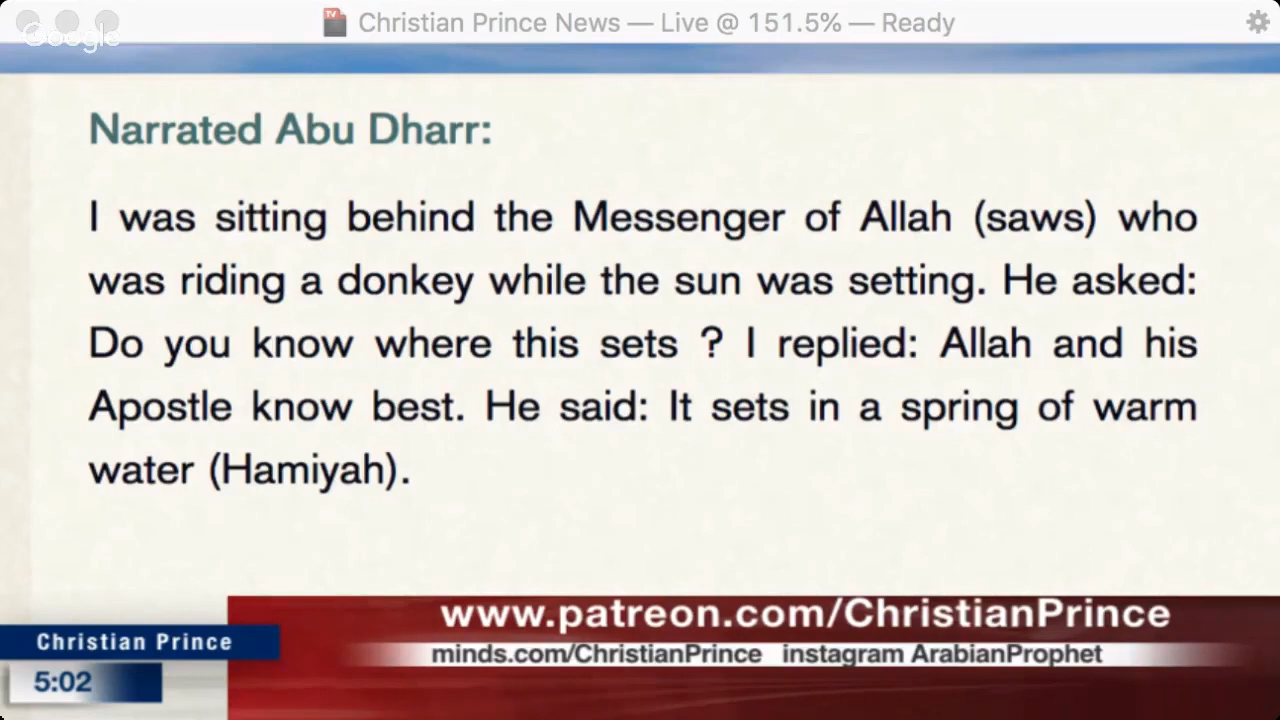 Christian Prince News — Live @ 151.5% — Ready
Google
Narrated Abu Dharr:
I was sitting behind the Messenger of Allah (saws) who
was riding a donkey while the sun was setting. He asked:
Do you know where this sets ? I replied: Allah and his
Apostle know best. He said: It sets in a spring of warm
water (Hamiyah).
www.patreon.com/ChristianPrince
Christian Prince
minds.com/ChristianPrince instagram ArabianProphet
5:02
TV